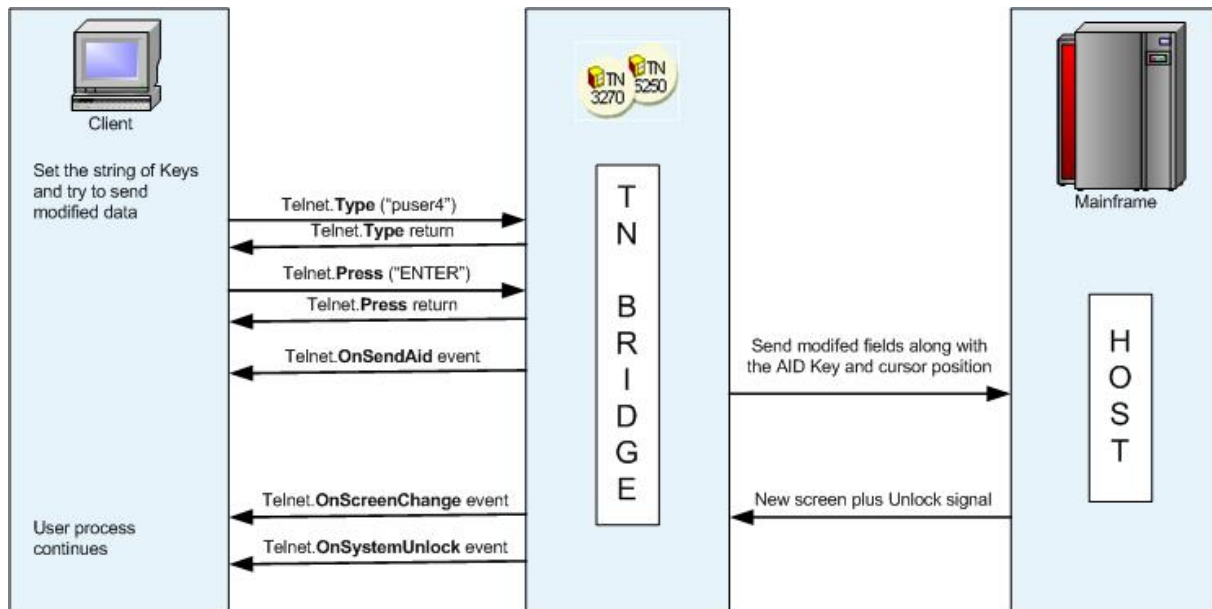 Client
Set the string of Keys
and try to send
modified data
Telnet.Type ("puser4")
Telnet.Type return
Telnet.Press ("ENTER")
Telnet.Press return
Telnet.OnSendAid event
Telnet.OnScreenChange event
Telnet.OnSystemUnlock event
User process
continues
TN
3270
TN
5250
T
N
B
R
I
D
G
E
Send modifed fields along with
the AID Key and cursor position
New screen plus Unlock signal
Mainframe
H
O
S
T